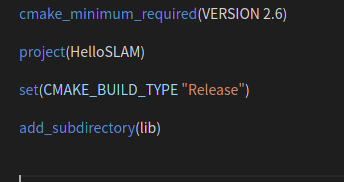 cmake_minimum_required(VERSION 2.6)
project(HelloSLAM)
set(CMAKE_BUILD_TYPE "Release")
add_subdirectory(lib)